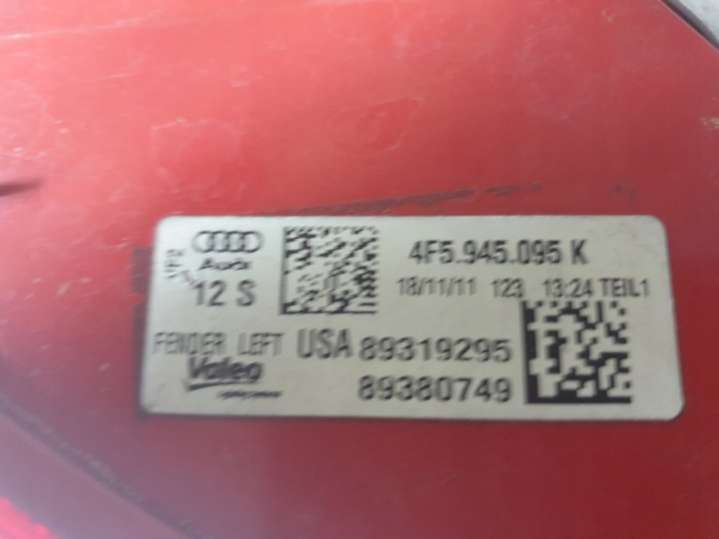 Audi
4F5.945.095 K
12 S
18/11/11 123 13:24 TEIL1
FENDER LEFT USA 89319295
Valeo
89380749